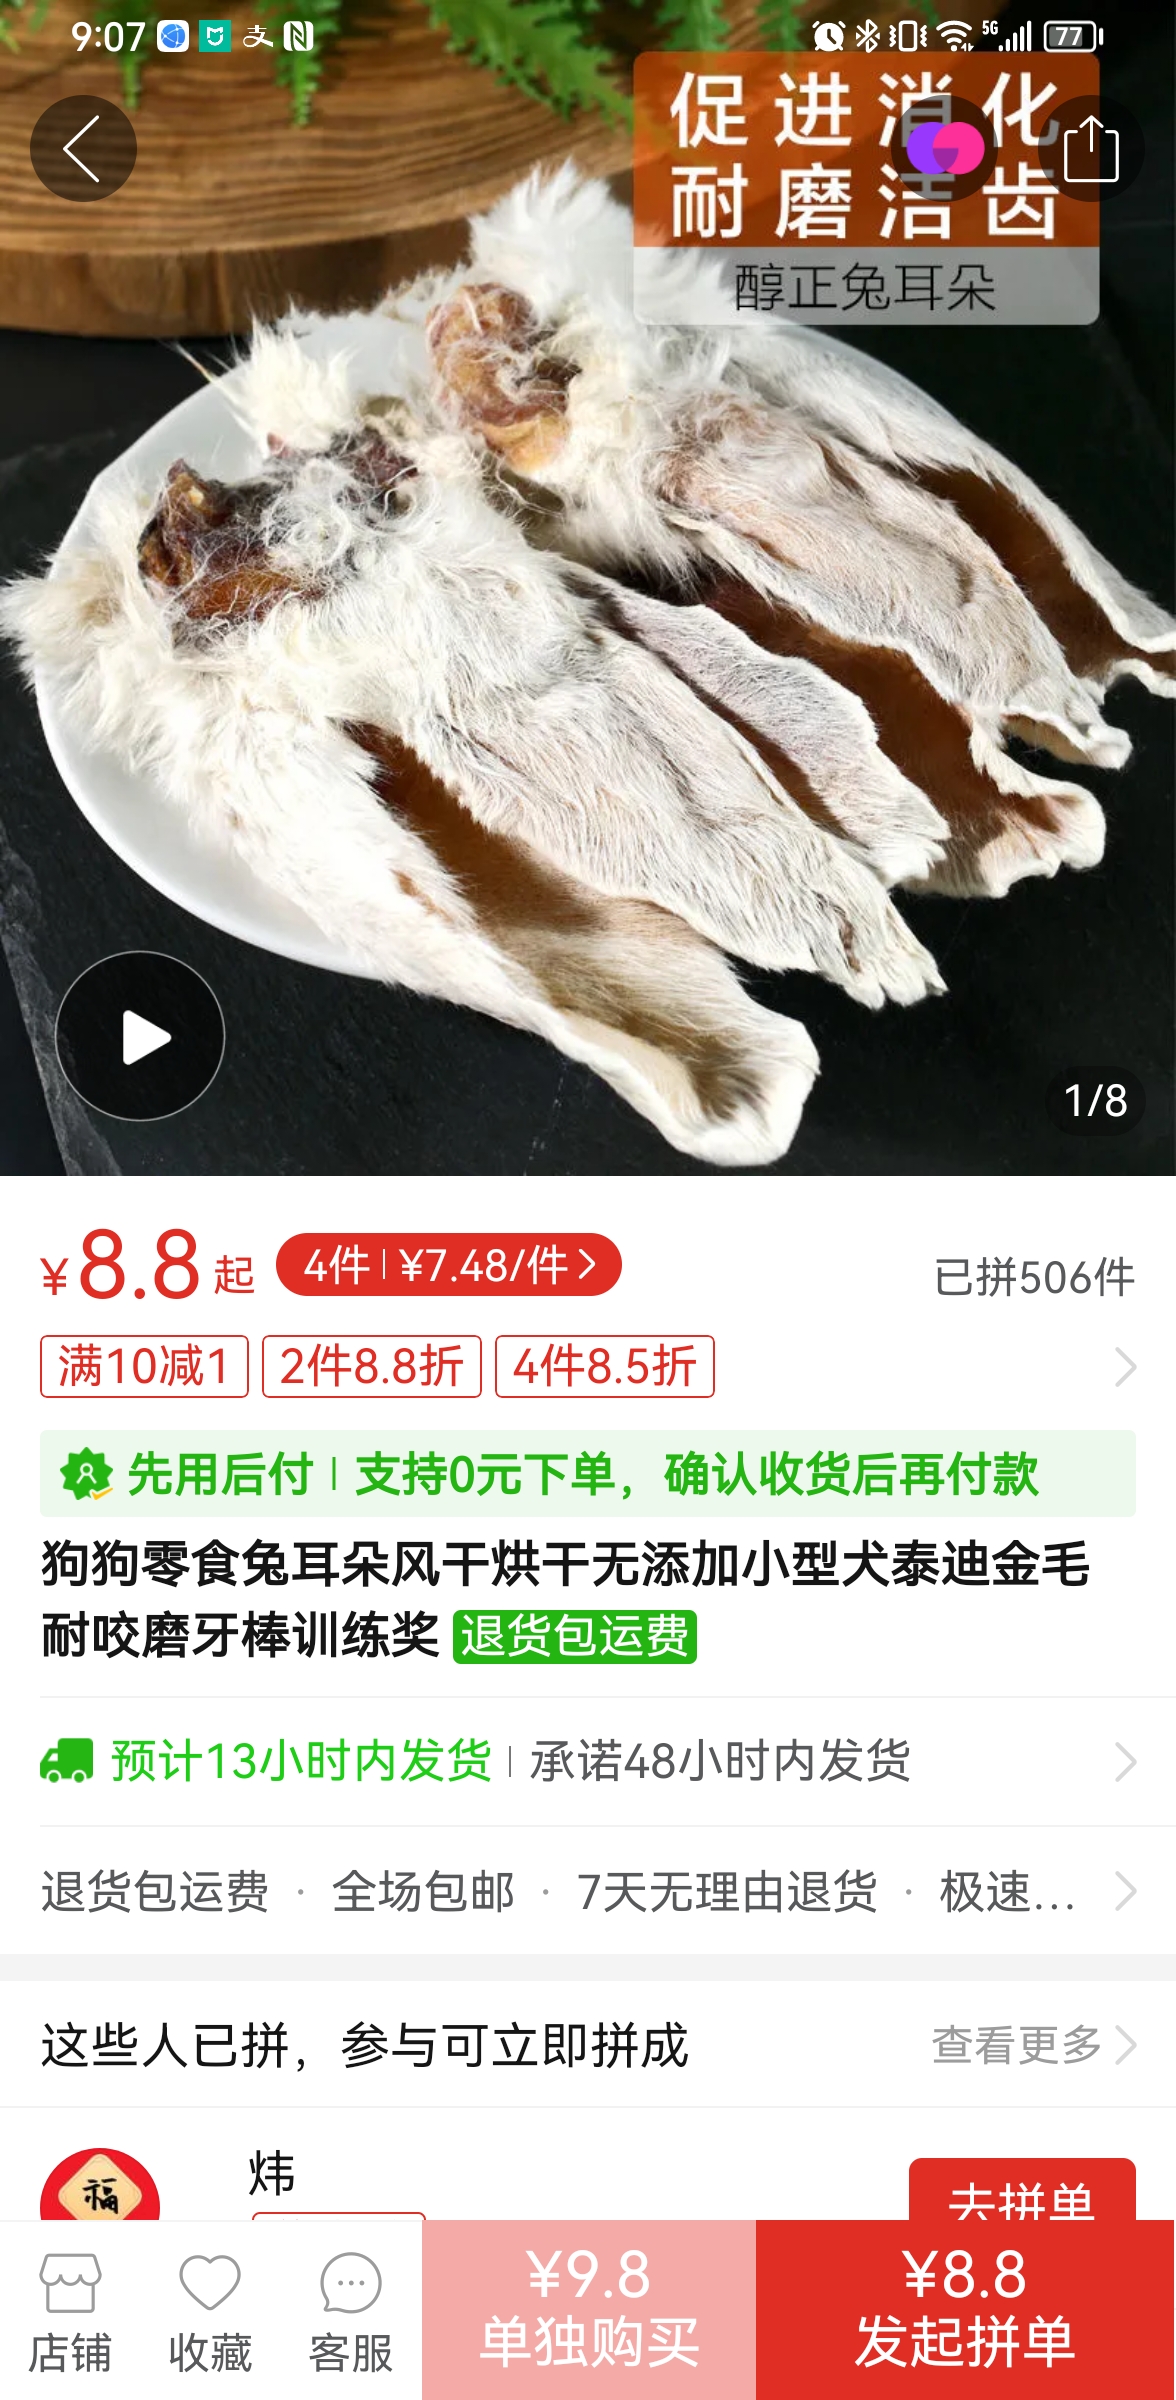 9:07
5G
77
促进消化
耐磨洁齿
醇正兔耳朵
1/8
¥8.8起
4件 | ¥7.48/件
已拼506件
满10减1
2件8.8折
4件8.5折
先用后付 | 支持0元下单，确认收货后再付款
狗狗零食兔耳朵风干烘干无添加小型犬泰迪金毛
耐咬磨牙棒训练奖 退货包运费
预计13小时内发货 | 承诺48小时内发货
退货包运费 · 全场包邮 · 7天无理由退货 · 极速...
这些人已拼，参与可立即拼成
查看更多
福
炜
去拼单
店铺
收藏
客服
¥9.8
单独购买
¥8.8
发起拼单